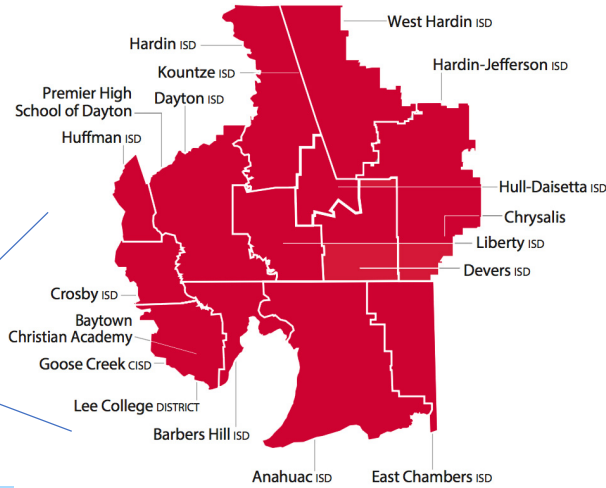 West Hardin ISD
Hardin ISD
Kountze ISD
Hardin-Jefferson ISD
Premier High
School of Dayton
Dayton ISD
Huffman ISD
Hull-Daisetta ISD
Chrysalis
Liberty ISD
Devers ISD
Crosby ISD
Baytown
Christian Academy
Goose Creek CISD
Lee College DISTRICT
Barbers Hill ISD
Anahuac ISD
East Chambers ISD